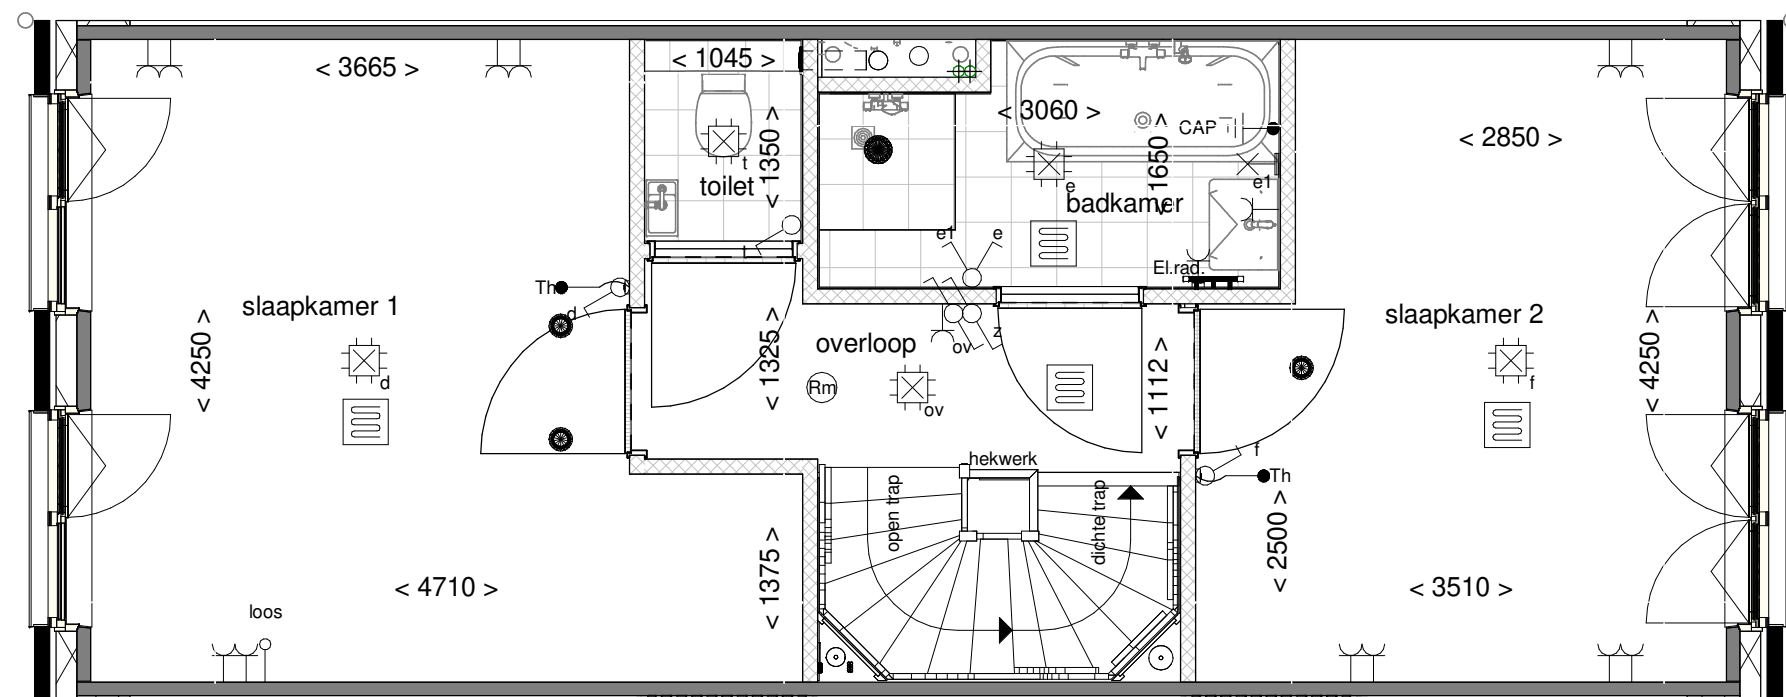 < 3665 >
< 1045 >
< 3060 >
CAP
< 2850 >
< 1350 >
< 1650 >
t
toilet
e
e1
badkamer
e1
e
t
El.rad.
Th
d
slaapkamer 1
slaapkamer 2
< 4250 >
< 1325 >
overloop
ov
z
< 1112 >
< 4250 >
d
Rm
ov
f
hekwerk
f
Th
open trap
dichte trap
< 2500 >
< 1375 >
< 4710 >
< 3510 >
loos